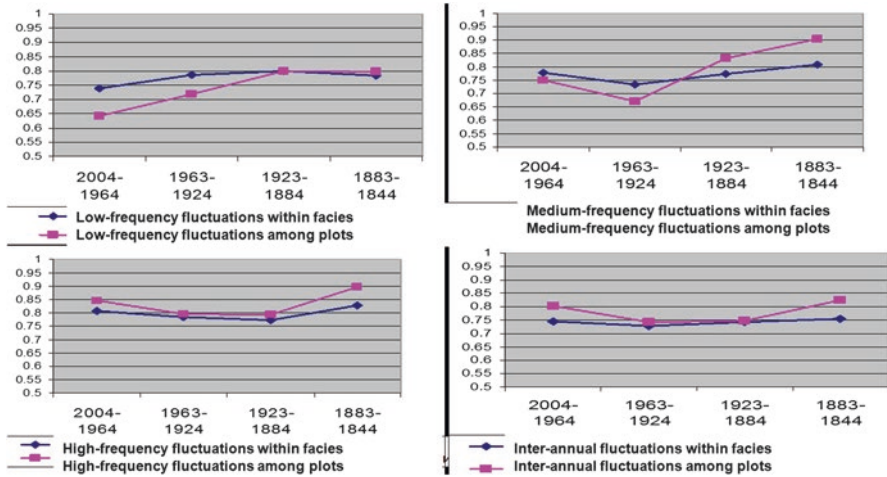 1
0.95
0.9
0.85
0.8
0.75
0.7
0.65
0.6
0.55
0.5
2004- 1963- 1923- 1883-
1964 1924 1884 1844
Low-frequency fluctuations within facies
Low-frequency fluctuations among plots
1
0.95
0.9
0.85
0.8
0.75
0.7
0.65
0.6
0.55
0.5
2004- 1963- 1923- 1883-
1964 1924 1884 1844
Medium-frequency fluctuations within facies
Medium-frequency fluctuations among plots
1
0.95
0.9
0.85
0.8
0.75
0.7
0.65
0.6
0.55
0.5
2004- 1963- 1923- 1883-
1964 1924 1884 1844
High-frequency fluctuations within facies
High-frequency fluctuations among plots
1
0.95
0.9
0.85
0.8
0.75
0.7
0.65
0.6
0.55
0.5
2004- 1963- 1923- 1883-
1964 1924 1884 1844
Inter-annual fluctuations within facies
Inter-annual fluctuations among plots